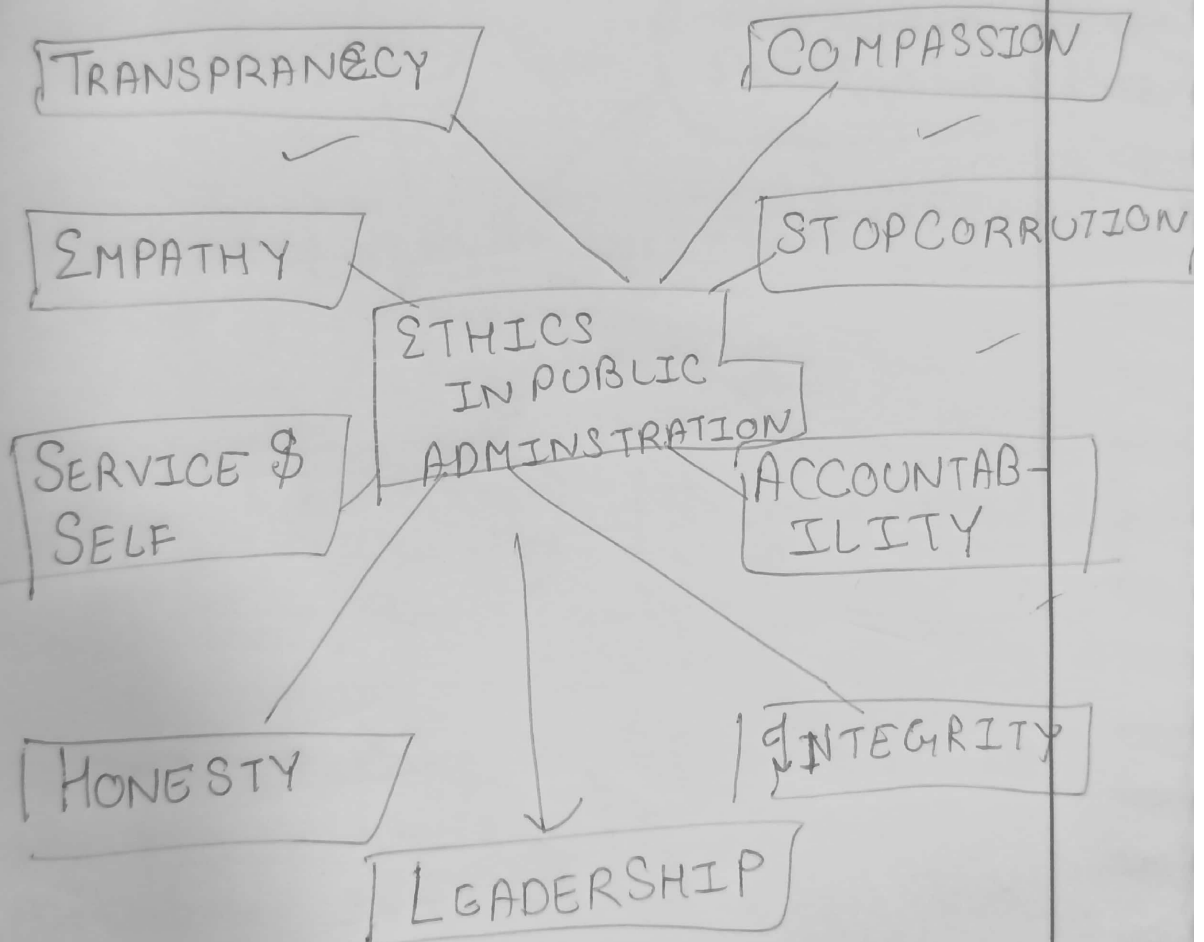 TRANSPRANECY
COMPASSION
EMPATHY
STOPCORRUTION
ETHICS
IN PUBLIC
ADMINSTRATION
SERVICE $
SELF
ACCOUNTAB-
ILITY
HONESTY
INTEGRITY
LEADERSHIP